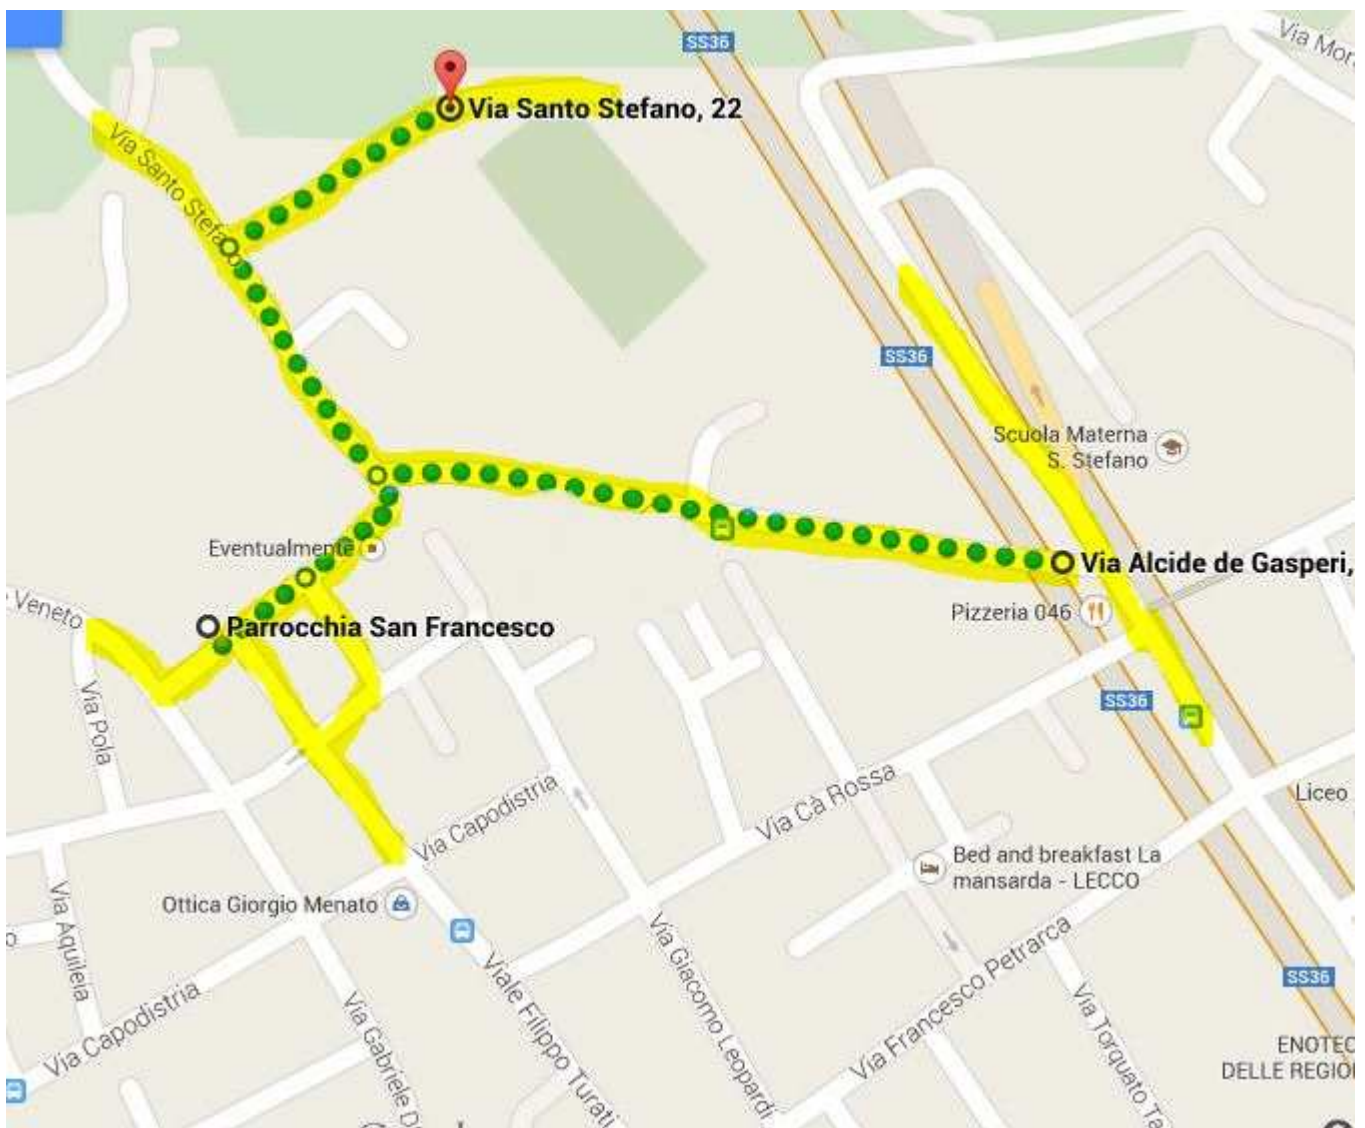 SS36
Via Mor
Via Santo Stefano, 22
Via Santo Stefano
SS36
Scuola Materna
S. Stefano
Eventualmente
Via Alcide de Gasperi,
Veneto
Parrocchia San Francesco
Pizzeria 046
Via Pola
SS36
Via Cà Rossa
Liceo
Via Capodistria
Bed and breakfast La
mansarda - LECCO
Ottica Giorgio Menato
Via Aquileia
Via Giacomo Leopardi
Via Francesco Petrarca
Viale Filippo Turati
SS36
Via Capodistria
Via Gabriele D
Via Torquato Ta
ENOTEC
DELLE REGIO